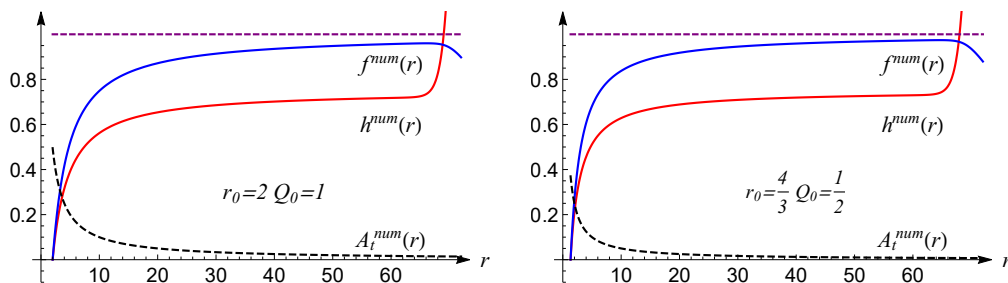 0.8
0.6
0.4
0.2
10 20 30 40 50 60
r
f^num(r)
h^num(r)
r₀=2 Q₀=1
A_t^num(r)
0.8
0.6
0.4
0.2
10 20 30 40 50 60
r
f^num(r)
h^num(r)
r₀=4/3 Q₀=1/2
A_t^num(r)